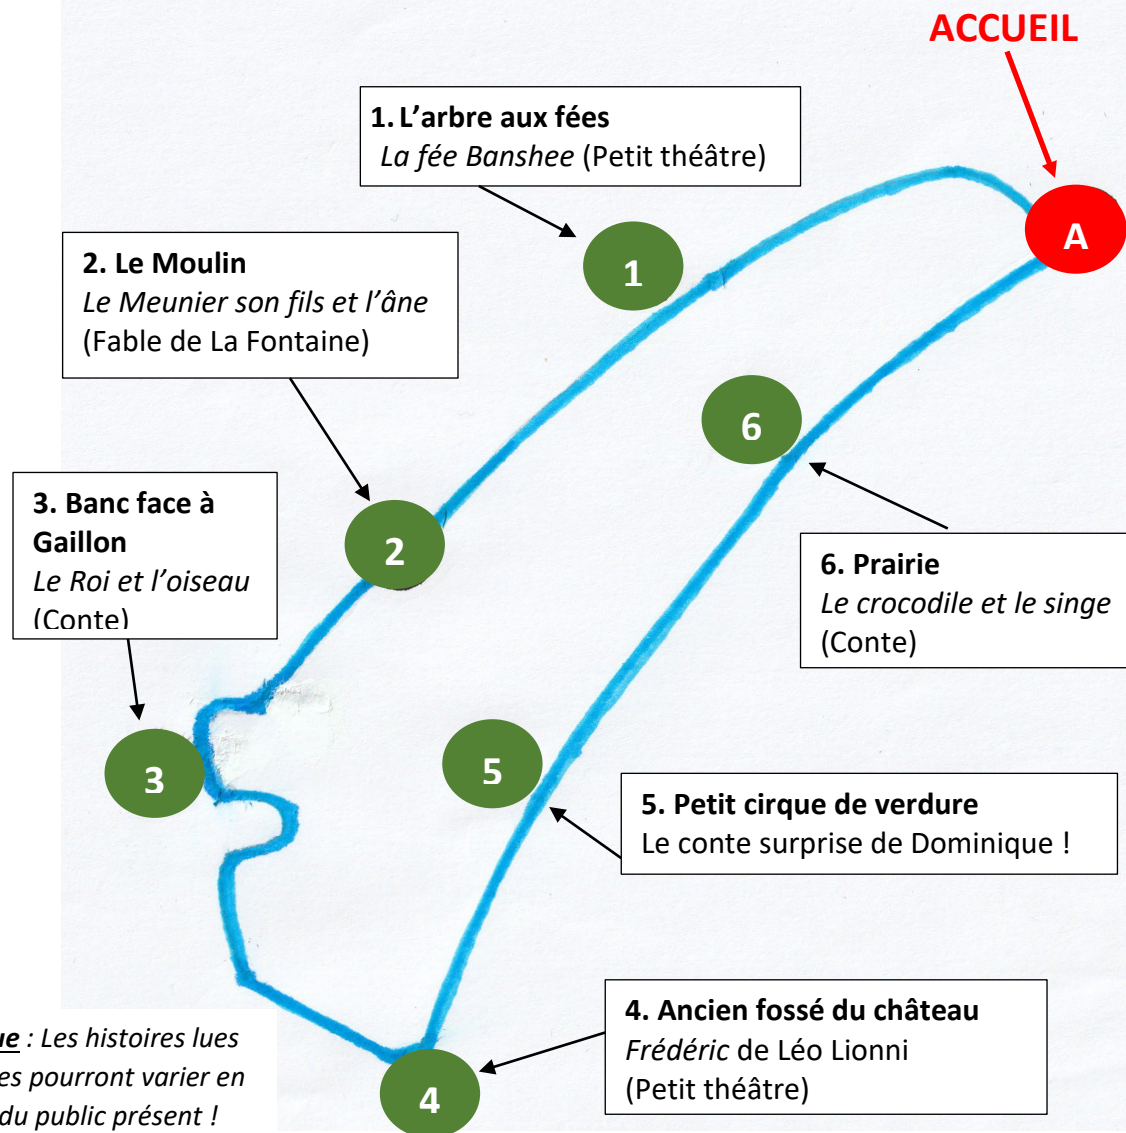 ACCUEIL
A
1. L’arbre aux fées
La fée Banshee (Petit théâtre)
1
2. Le Moulin
Le Meunier son fils et l’âne
(Fable de La Fontaine)
2
3. Banc face à
Gaillon
Le Roi et l’oiseau
(Conte)
3
6
6. Prairie
Le crocodile et le singe
(Conte)
5
5. Petit cirque de verdure
Le conte surprise de Dominique !
4. Ancien fossé du château
Frédéric de Léo Lionni
(Petit théâtre)
4
: Les histoires lues
pourront varier en
du public présent !